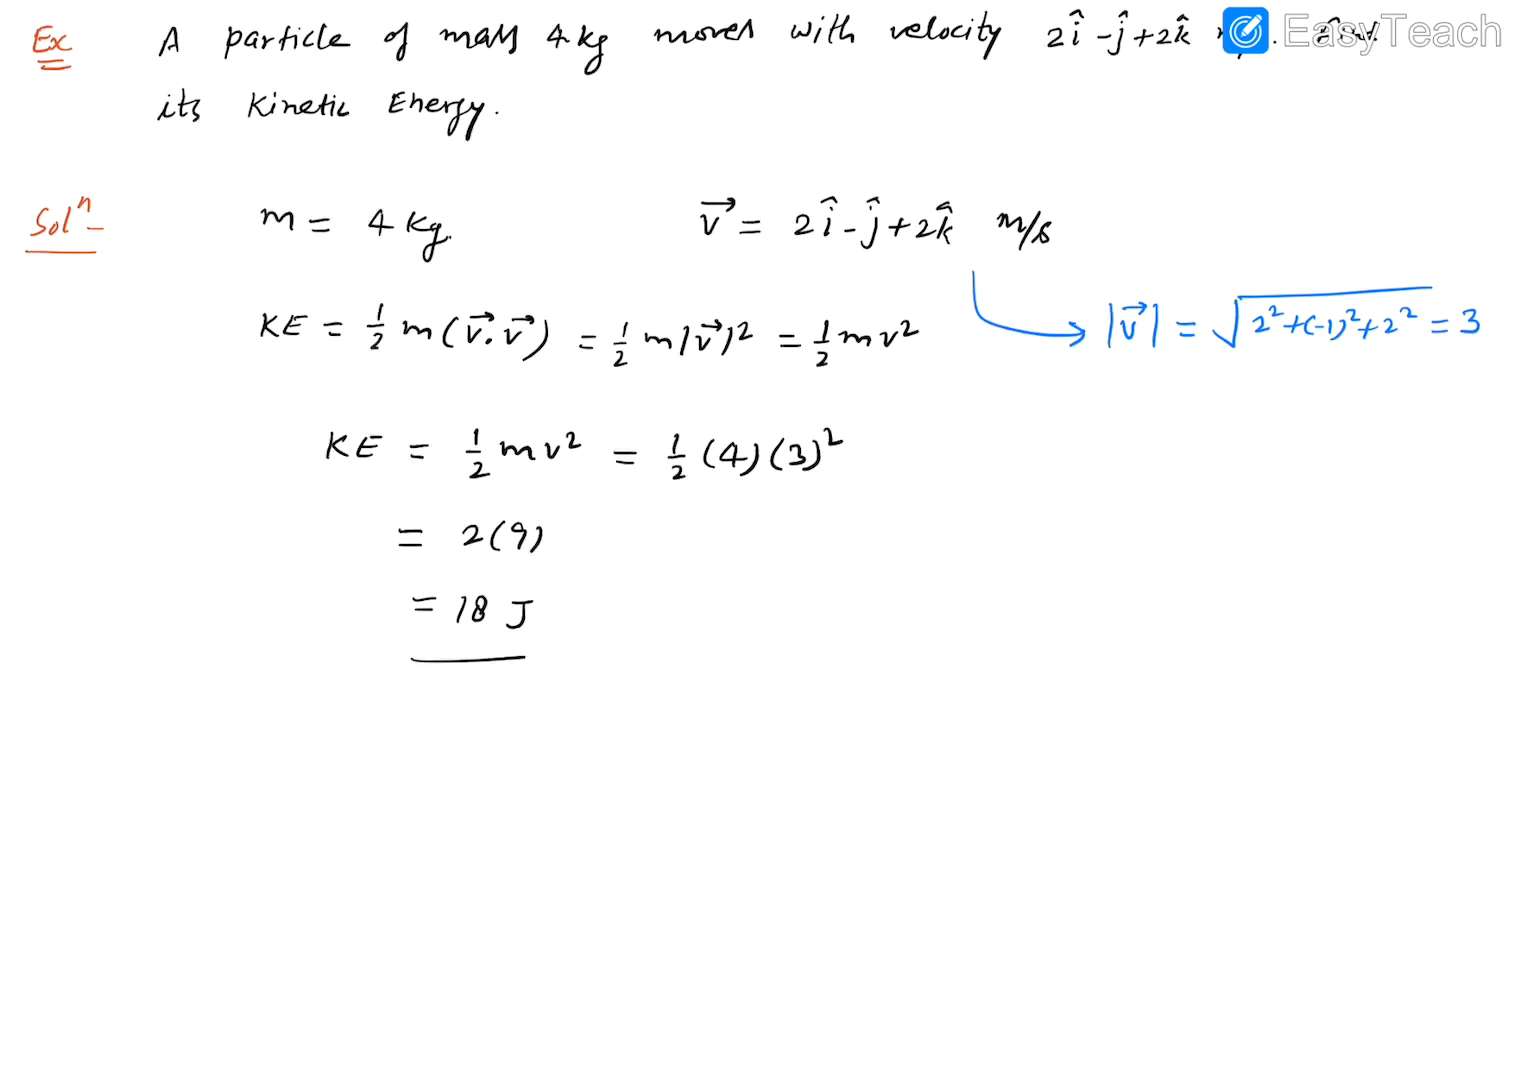 Ex A particle of mass 4kg moves with velocity 2î - ĵ + 2k̂ EasyTeach
its Kinetic Energy.
Solⁿ- m = 4 kg. v⃗ = 2î - ĵ + 2k̂ m/s
KE = 1/2 m (v⃗.v⃗) = 1/2 m|v⃗|² = 1/2 mv² |v⃗| = √(2²+(-1)²+2²) = 3
KE = 1/2 mv² = 1/2 (4)(3)²
= 2(9)
= 18 J